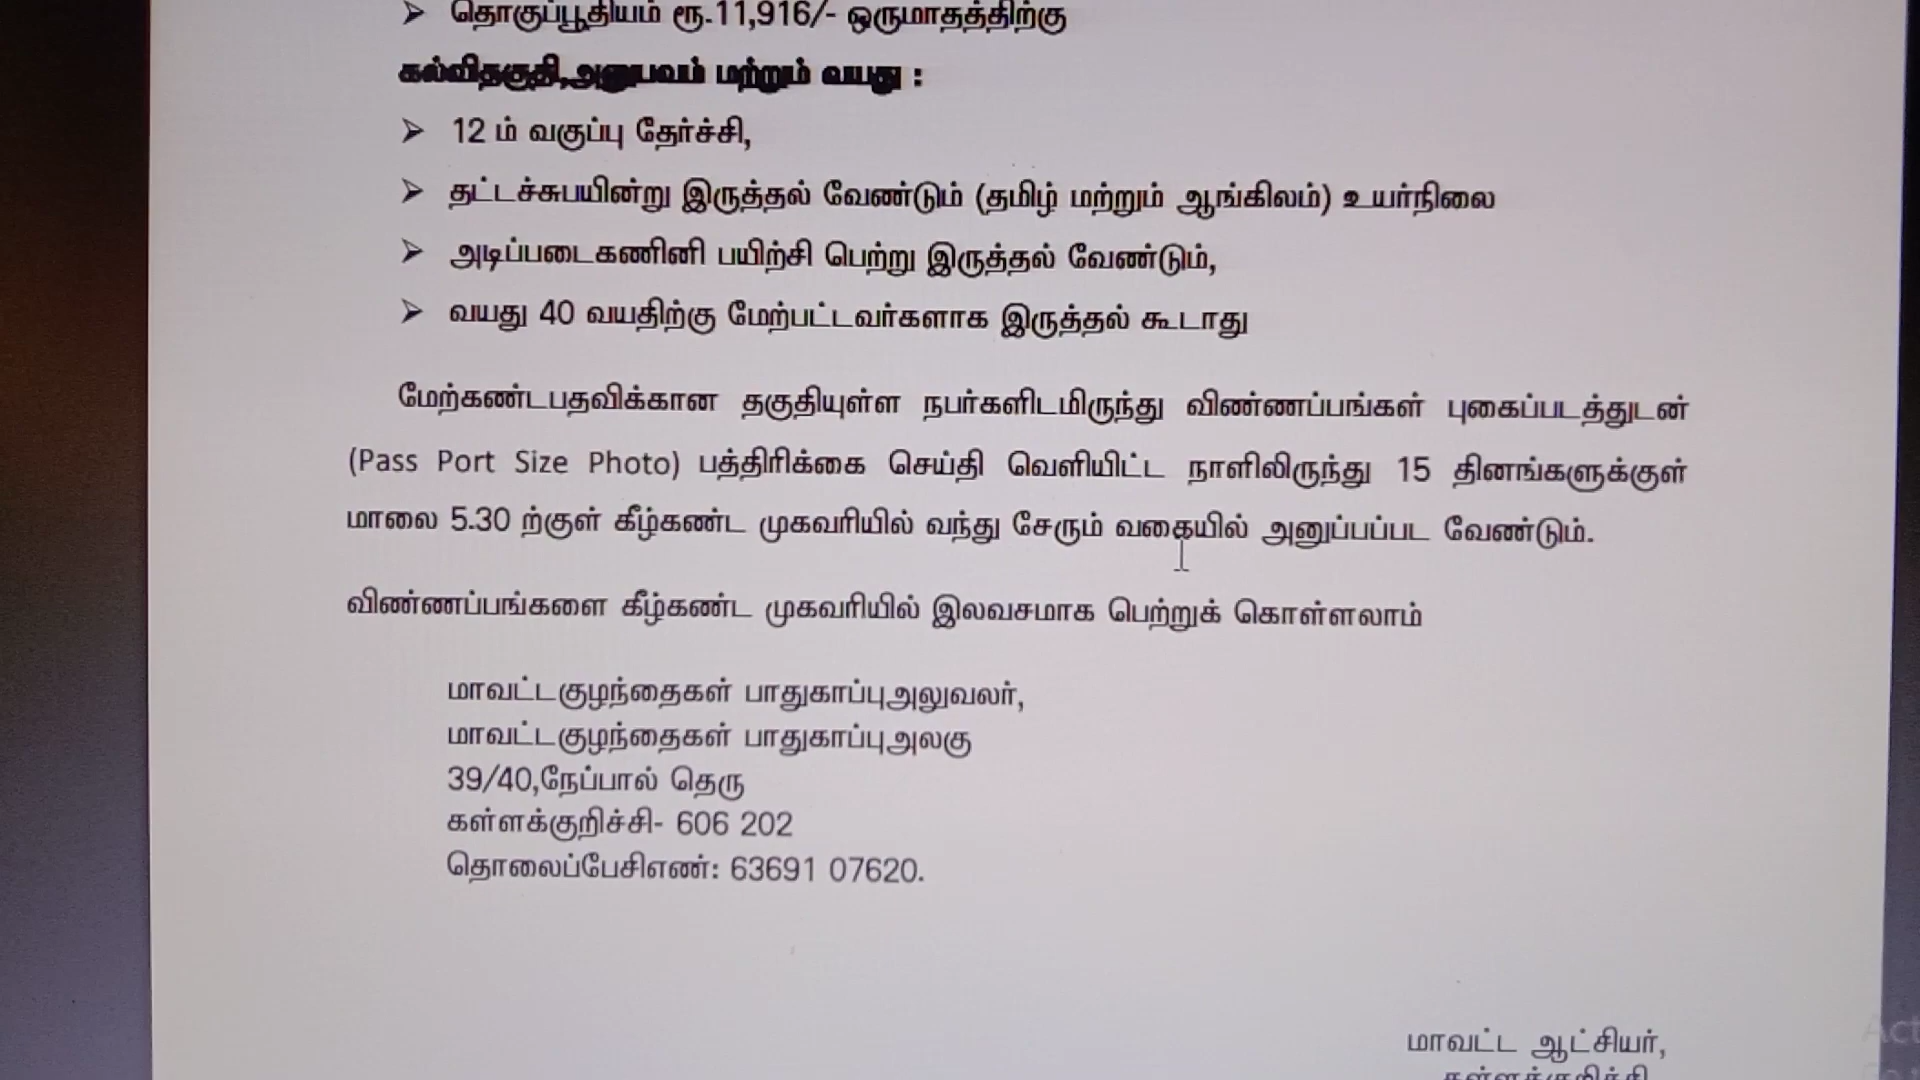 ➢ தொகுப்பூதியம் ரூ.11,916/- ஒருமாதத்திற்கு
கல்விதகுதி,அனுபவம் மற்றும் வயது :
➢ 12 ம் வகுப்பு தேர்ச்சி,
➢ தட்டச்சுபயின்று இருத்தல் வேண்டும் (தமிழ் மற்றும் ஆங்கிலம்) உயர்நிலை
➢ அடிப்படைகணினி பயிற்சி பெற்று இருத்தல் வேண்டும்,
➢ வயது 40 வயதிற்கு மேற்பட்டவர்களாக இருத்தல் கூடாது
மேற்கண்டபதவிக்கான தகுதியுள்ள நபர்களிடமிருந்து விண்ணப்பங்கள் புகைப்படத்துடன்
(Pass Port Size Photo) பத்திரிக்கை செய்தி வெளியிட்ட நாளிலிருந்து 15 தினங்களுக்குள்
மாலை 5.30 ற்குள் கீழ்கண்ட முகவரியில் வந்து சேரும் வகையில் அனுப்பப்பட வேண்டும்.
விண்ணப்பங்களை கீழ்கண்ட முகவரியில் இலவசமாக பெற்றுக் கொள்ளலாம்
மாவட்டகுழந்தைகள் பாதுகாப்புஅலுவலர்,
மாவட்டகுழந்தைகள் பாதுகாப்புஅலகு
39/40,நேப்பால் தெரு
கள்ளக்குறிச்சி- 606 202
தொலைப்பேசிஎண்: 63691 07620.
மாவட்ட ஆட்சியர்,
கள்ளக்குறிச்சி